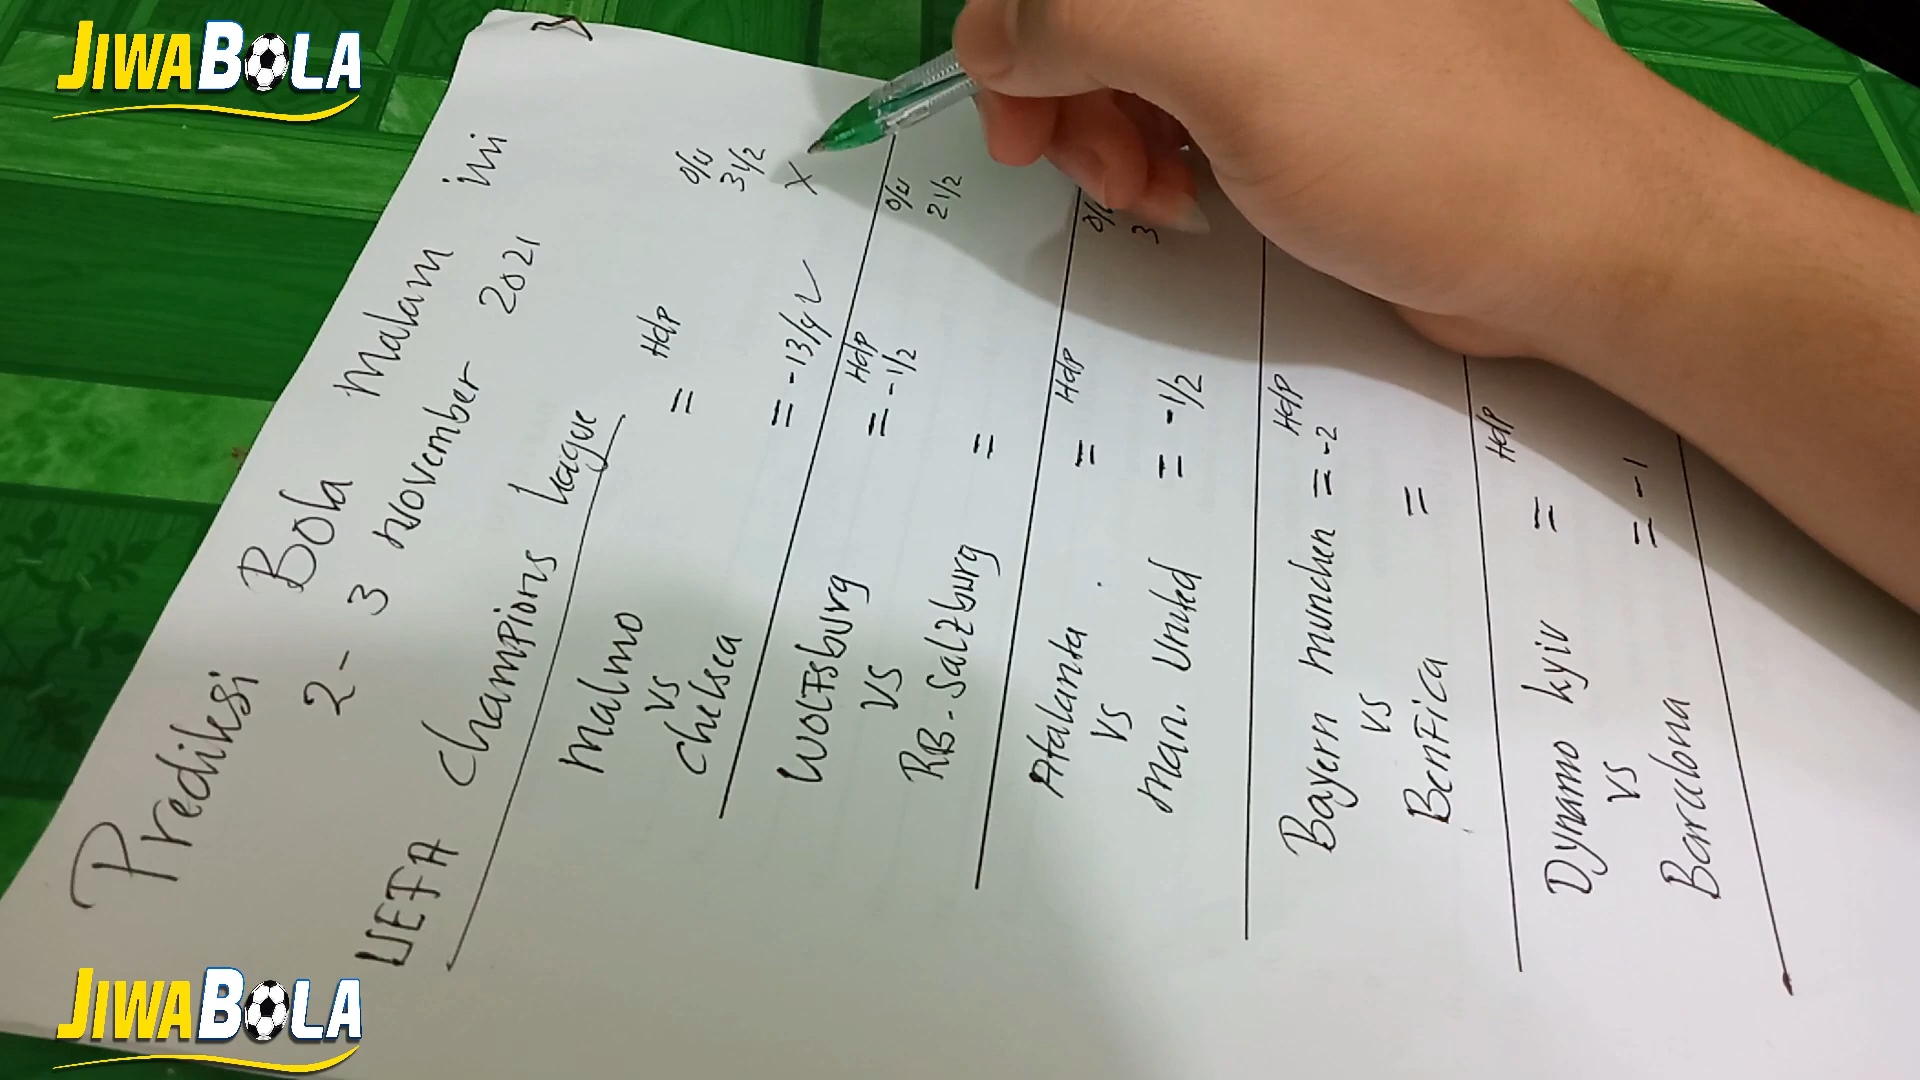 JIWABOLA
Prediksi Bola Malam ini
2 - 3 November 2021
UEFA Champions League
Hdp O/U
Malmo = 3 1/2
vs
Chelsea = -1 3/4 ✓ X
Hdp O/U
Wolfsburg = -1/2 2 1/2
vs
RB. Salzburg =
Hdp
Atalanta = 3
vs
Man. United = -1/2
Hdp
Bayern munchen = -2
vs
Benfica =
Hdp
Dynamo kyiv =
vs
Barcelona = -1
JIWABOLA